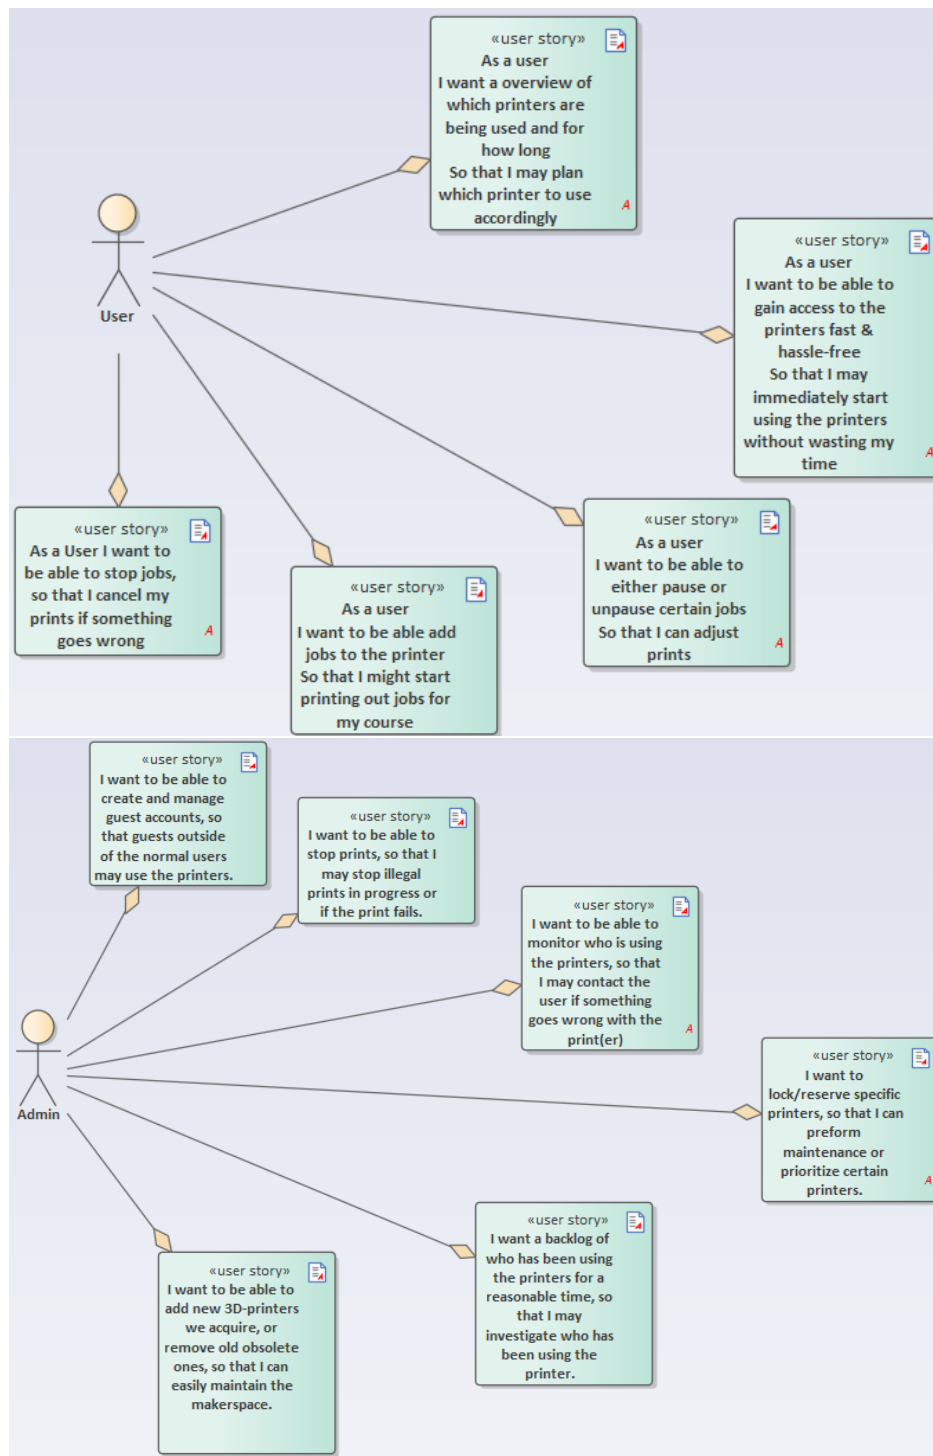 «user story»
As a user
I want a overview of
which printers are
being used and for
how long
So that I may plan
which printer to use
accordingly
A
«user story»
As a user
I want to be able to
gain access to the
printers fast &
hassle-free
So that I may
immediately start
using the printers
without wasting my
time
A
User
«user story»
As a User I want to
be able to stop jobs,
so that I cancel my
prints if something
goes wrong
A
«user story»
As a user
I want to be able add
jobs to the printer
So that I might start
printing out jobs for
my course
«user story»
As a user
I want to be able to
either pause or
unpause certain jobs
So that I can adjust
prints
A
«user story»
I want to be able to
create and manage
guest accounts, so
that guests outside
of the normal users
may use the printers.
«user story»
I want to be able to
stop prints, so that I
may stop illegal
prints in progress or
if the print fails.
«user story»
I want to be able to
monitor who is using
the printers, so that
I may contact the
user if something
goes wrong with the
print(er)
A
Admin
«user story»
I want to
lock/reserve specific
printers, so that I can
preform
maintenance or
prioritize certain
printers.
A
«user story»
I want a backlog of
who has been using
the printers for a
reasonable time, so
that I may
investigate who has
been using the
printer.
«user story»
I want to be able to
add new 3D-printers
we acquire, or
remove old obsolete
ones, so that I can
easily maintain the
makerspace.